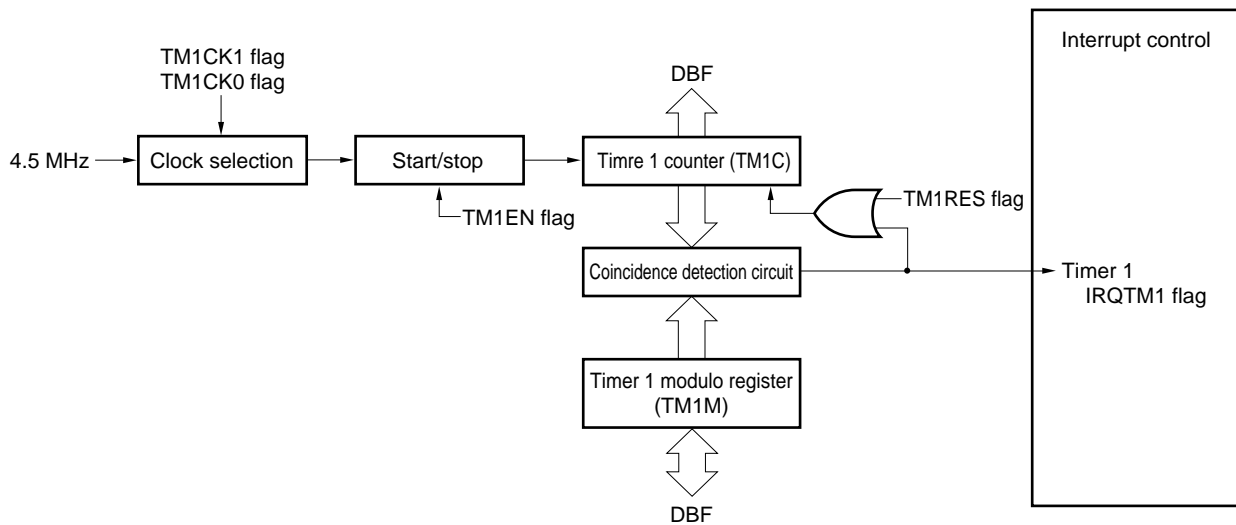 TM1CK1 flag
TM1CK0 flag
DBF
Interrupt control
4.5 MHz
Clock selection
Start/stop
Timre 1 counter (TM1C)
TM1EN flag
TM1RES flag
Coincidence detection circuit
Timer 1
IRQTM1 flag
Timer 1 modulo register
(TM1M)
DBF